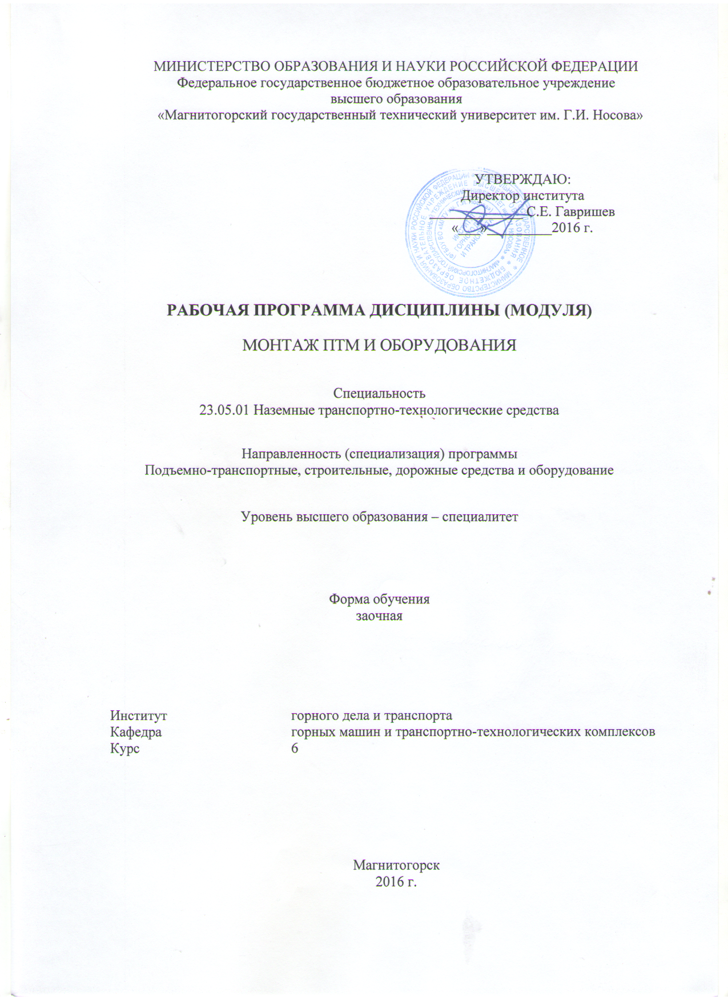 МИНИСТЕРСТВО ОБРАЗОВАНИЯ И НАУКИ РОССИЙСКОЙ ФЕДЕРАЦИИ
Федеральное государственное бюджетное образовательное учреждение
высшего образования
«Магнитогорский государственный технический университет им. Г.И. Носова»
УТВЕРЖДАЮ:
Директор института
_____________С.Е. Гавришев
«___»_________2016 г.
РАБОЧАЯ ПРОГРАММА ДИСЦИПЛИНЫ (МОДУЛЯ)
МОНТАЖ ПТМ И ОБОРУДОВАНИЯ
Специальность
23.05.01 Наземные транспортно-технологические средства
Направленность (специализация) программы
Подъемно-транспортные, строительные, дорожные средства и оборудование
Уровень высшего образования – специалитет
Форма обучения
заочная
Институт горного дела и транспорта
Кафедра горных машин и транспортно-технологических комплексов
Курс 6
Магнитогорск
2016 г.